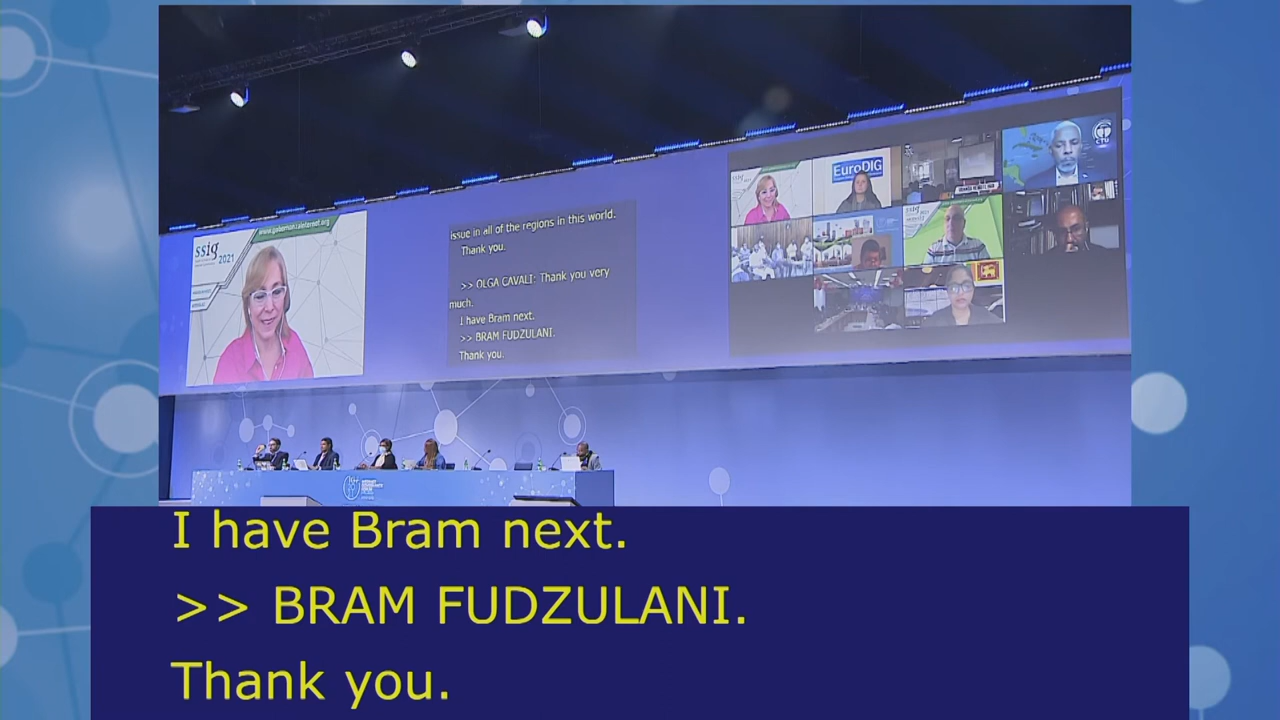 www.gobernanzainternet.org
ssig
2021
issue in all of the regions in this world.
Thank you.
>> OLGA CAVALI: Thank you very
much.
I have Bram next.
>> BRAM FUDZULANI.
Thank you.
ssig
EuroDIG
CTU
I have Bram next.
>> BRAM FUDZULANI.
Thank you.